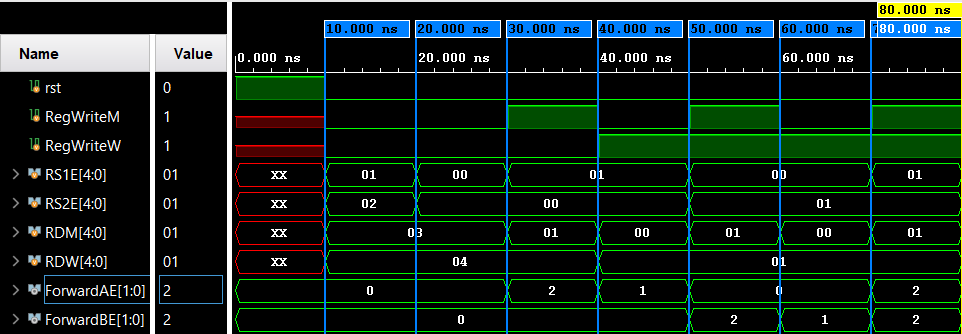 80.000 ns
10.000 ns 20.000 ns 30.000 ns 40.000 ns 50.000 ns 60.000 ns 80.000 ns
Name Value 0.000 ns 20.000 ns 40.000 ns 60.000 ns
rst 0
RegWriteM 1
RegWriteW 1
RS1E[4:0] 01 XX 01 00 01 00 01
RS2E[4:0] 01 XX 02 00 01
RDM[4:0] 01 XX 03 01 00 01 00 01
RDW[4:0] 01 XX 04 01
ForwardAE[1:0] 2 0 2 1 0 2
ForwardBE[1:0] 2 0 2 1 2